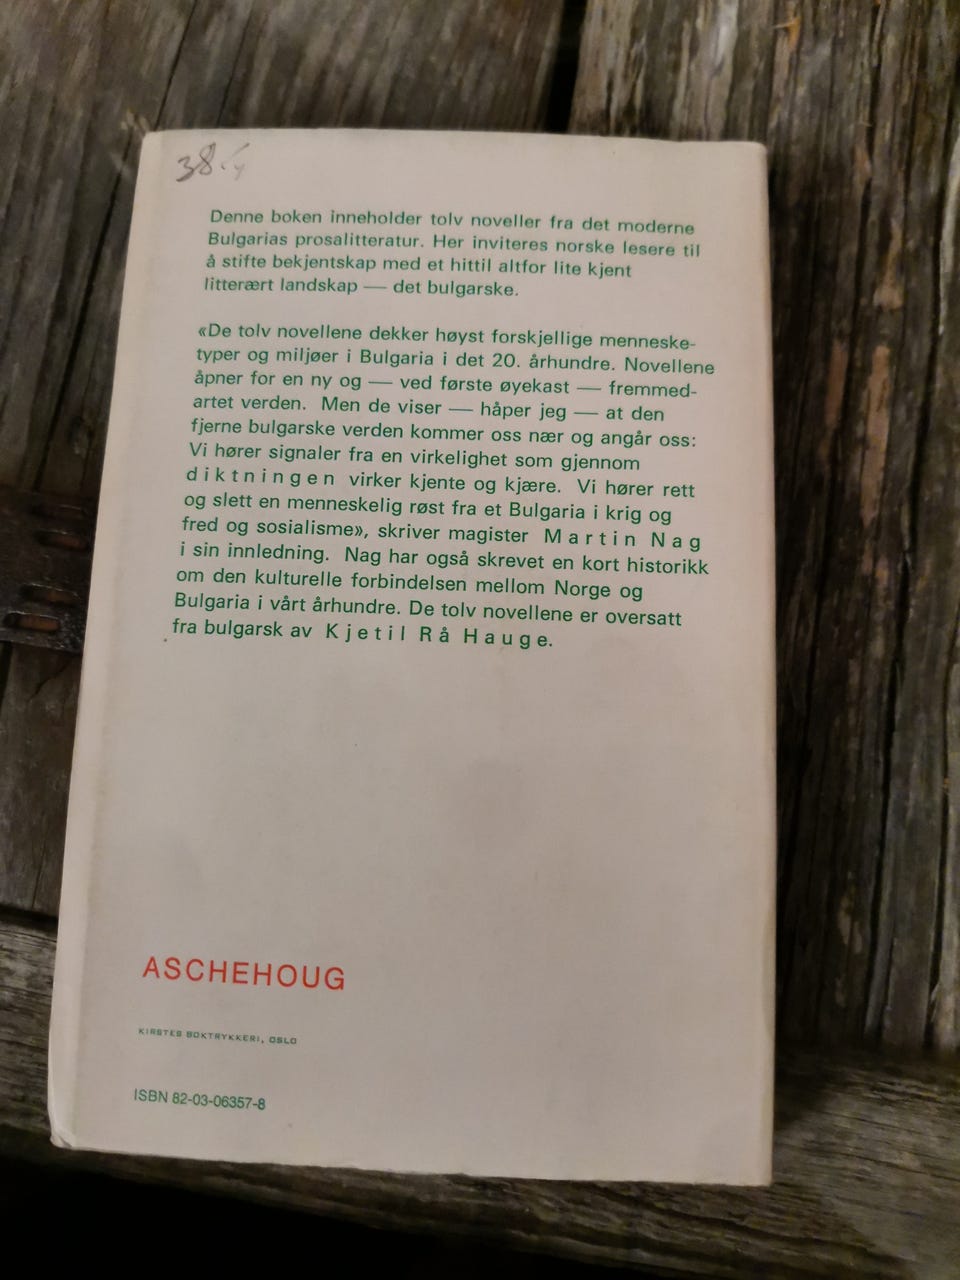 38.-
Denne boken inneholder tolv noveller fra det moderne
Bulgarias prosalitteratur. Her inviteres norske lesere til
å stifte bekjentskap med et hittil altfor lite kjent
litterært landskap — det bulgarske.
«De tolv novellene dekker høyst forskjellige menneske-
typer og miljøer i Bulgaria i det 20. århundre. Novellene
åpner for en ny og — ved første øyekast — fremmed-
artet verden. Men de viser — håper jeg — at den
fjerne bulgarske verden kommer oss nær og angår oss:
Vi hører signaler fra en virkelighet som gjennom
diktningen virker kjente og kjære. Vi hører rett
og slett en menneskelig røst fra et Bulgaria i krig og
fred og sosialisme», skriver magister Martin Nag
i sin innledning. Nag har også skrevet en kort historikk
om den kulturelle forbindelsen mellom Norge og
Bulgaria i vårt århundre. De tolv novellene er oversatt
fra bulgarsk av Kjetil Rå Hauge.
ASCHEHOUG
KIRSTES BOKTRYKKERI, OSLO
ISBN 82-03-06357-8